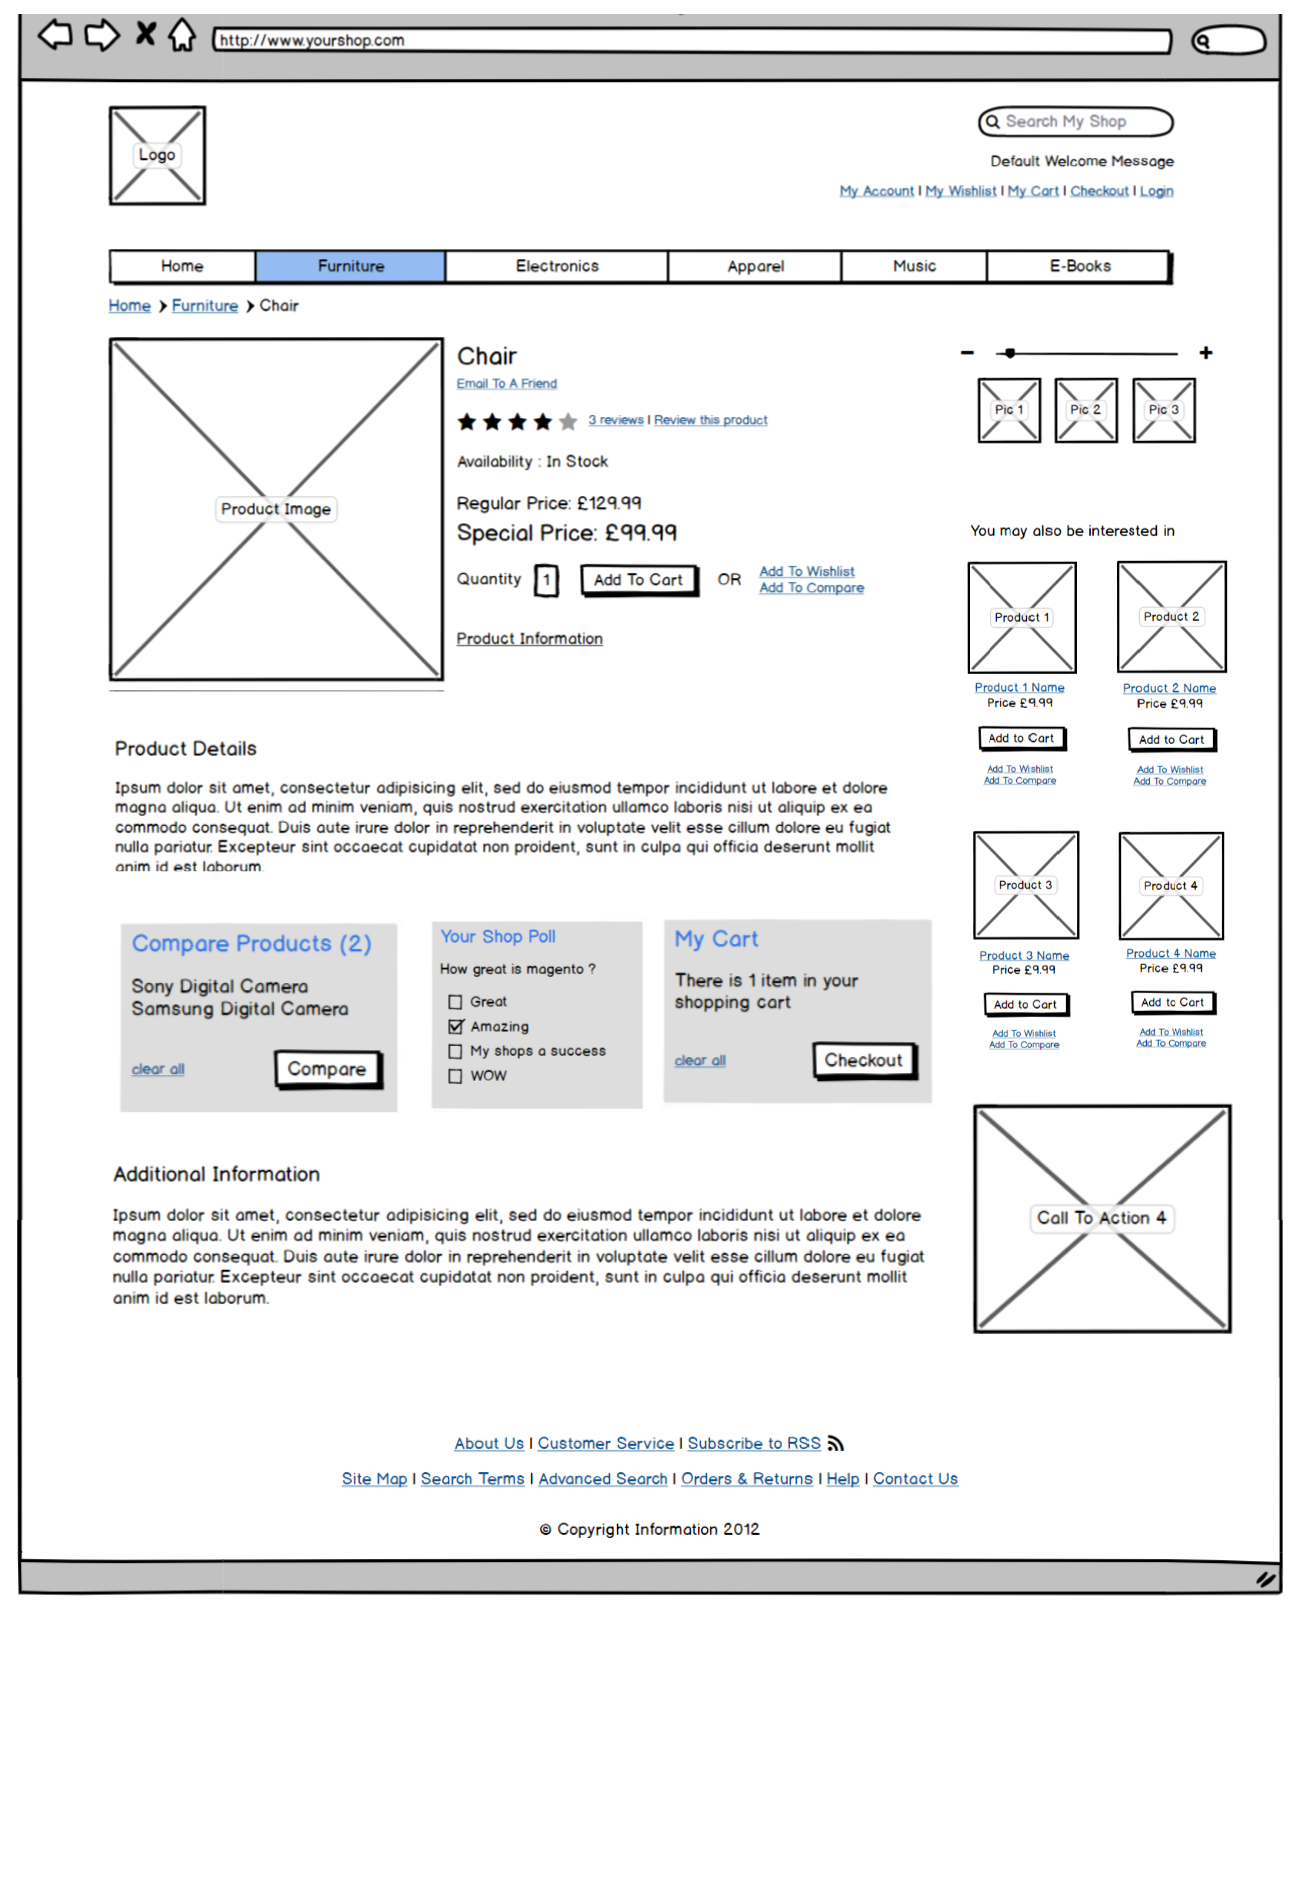 http://www.yourshop.com
Logo
Search My Shop
Default Welcome Message
My Account | My Wishlist | My Cart | Checkout | Login
Home Furniture Electronics Apparel Music E-Books
Home > Furniture > Chair
Product Image
Chair
Email To A Friend
3 reviews | Review this product
Availability : In Stock
Regular Price: £129.99
Special Price: £99.99
Quantity 1 Add To Cart OR Add To Wishlist
Add To Compare
Product Information
Pic 1 Pic 2 Pic 3
You may also be interested in
Product 1 Product 2
Product 1 Name Product 2 Name
Price £9.99 Price £9.99
Add to Cart Add to Cart
Add To Wishlist Add To Wishlist
Add To Compare Add To Compare
Product 3 Product 4
Product 3 Name Product 4 Name
Price £9.99 Price £9.99
Add to Cart Add to Cart
Add To Wishlist Add To Wishlist
Add To Compare Add To Compare
Call To Action 4
Product Details
Ipsum dolor sit amet, consectetur adipisicing elit, sed do eiusmod tempor incididunt ut labore et dolore
magna aliqua. Ut enim ad minim veniam, quis nostrud exercitation ullamco laboris nisi ut aliquip ex ea
commodo consequat. Duis aute irure dolor in reprehenderit in voluptate velit esse cillum dolore eu fugiat
nulla pariatur. Excepteur sint occaecat cupidatat non proident, sunt in culpa qui officia deserunt mollit
anim id est laborum.
Compare Products (2)
Sony Digital Camera
Samsung Digital Camera
clear all Compare
Your Shop Poll
How great is magento ?
Great
Amazing
My shops a success
WOW
My Cart
There is 1 item in your
shopping cart
clear all Checkout
Additional Information
Ipsum dolor sit amet, consectetur adipisicing elit, sed do eiusmod tempor incididunt ut labore et dolore
magna aliqua. Ut enim ad minim veniam, quis nostrud exercitation ullamco laboris nisi ut aliquip ex ea
commodo consequat. Duis aute irure dolor in reprehenderit in voluptate velit esse cillum dolore eu fugiat
nulla pariatur. Excepteur sint occaecat cupidatat non proident, sunt in culpa qui officia deserunt mollit
anim id est laborum.
About Us | Customer Service | Subscribe to RSS
Site Map | Search Terms | Advanced Search | Orders & Returns | Help | Contact Us
© Copyright Information 2012